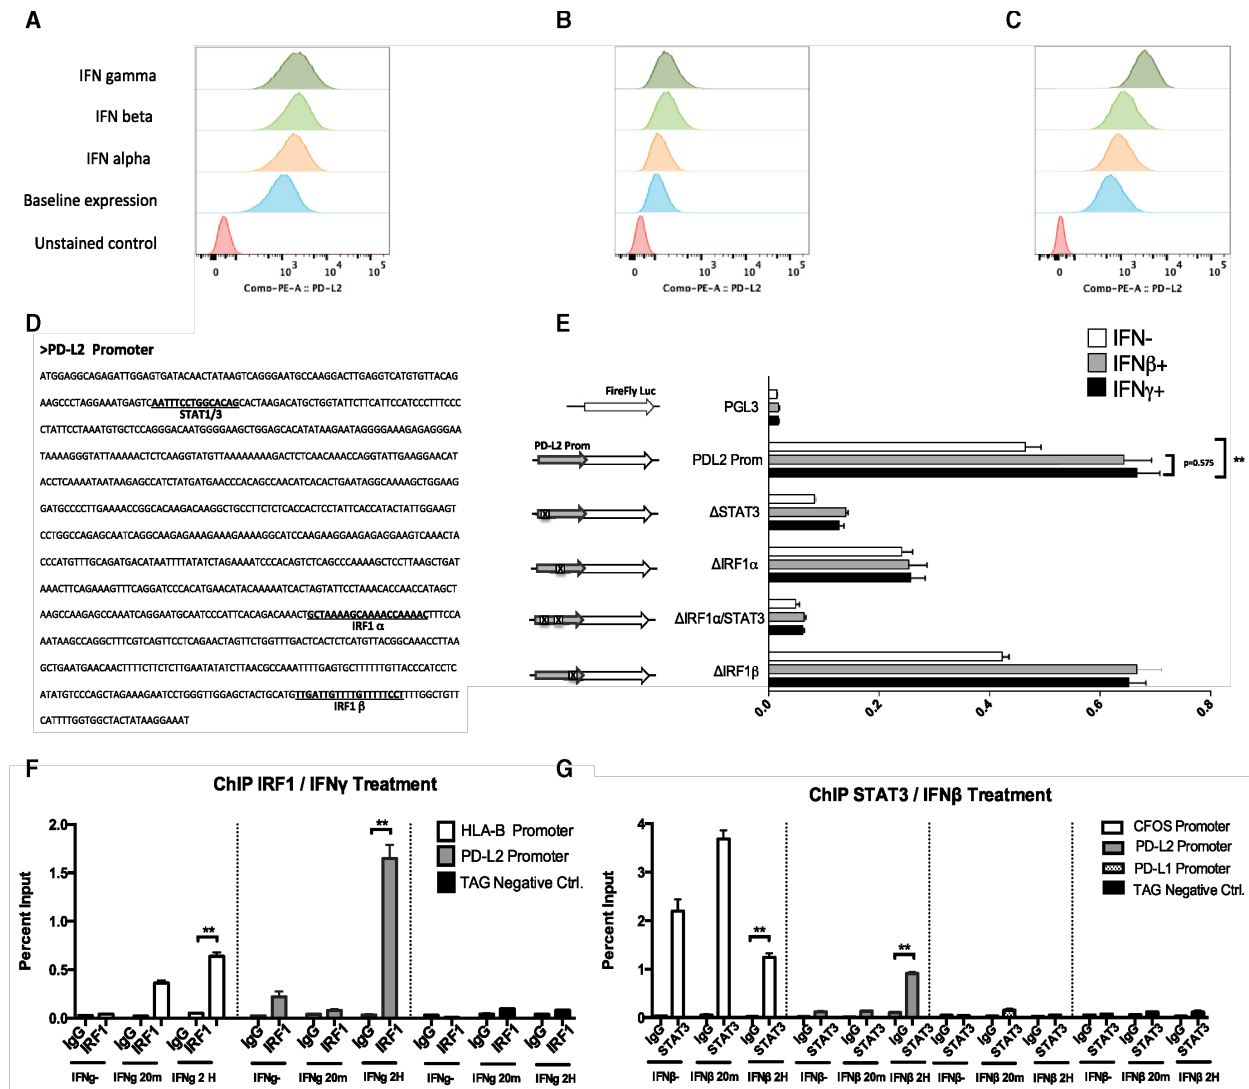 A
B
C
IFN gamma
IFN beta
IFN alpha
Baseline expression
Unstained control
0 10³ 10⁴ 10⁵
Comp-PE-A :: PD-L2
0 10³ 10⁴ 10⁵
Comp-PE-A :: PD-L2
0 10³ 10⁴ 10⁵
Comp-PE-A :: PD-L2
D
>PD-L2 Promoter
ATGGAGGCAGAGATTGGAGTGATACAACTATAAGTCAGGGAATGCCAAGGACTTGAGGTCATGTGTTACAG
AAGCCCTAGGAAATGAGTCAATTTCCTGGCACAGCACTAAGACATGCTGGTATTCTTCATTCCATCCCTTTCCC
STAT1/3
CTATTCCTAAATGTGCTCCAGGGACAATGGGGAAGCTGGAGCACATATAAGAATAGGGGAAAGAGAGGGAA
TAAAAGGGTATTAAAAACTCTCAAGGTATGTTAAAAAAAAGACTCTCAACAAACCAGGTATTGAAGGAACAT
ACCTCAAAATAATAAGAGCCATCTATGATGAACCCACAGCCAACATCACACTGAATAGGCAAAAGCTGGAAG
GATGCCCCTTGAAAACCGGCACAAGACAAGGCTGCCTTCTCTCACCACTCCTATTCACCATACTATTGGAAGT
CCTGGCCAGAGCAATCAGGCAAGAGAAAGAAAGAAAAGGCATCCAAGAAGGAAGAGAGGAAGTCAAACTA
CCCATGTTTGCAGATGACATAATTTTATATCTAGAAAATCCCACAGTCTCAGCCCAAAAGCTCCTTAAGCTGAT
AAACTTCAGAAAGTTTCAGGATCCCACATGAACATACAAAAATCACTAGTATTCCTAAACACCAACCATAGCT
AAGCCAAGAGCCAAATCAGGAATGCAATCCCATTCACAGACAAACTGCTAAAAGCAAAACCAAAACTTTCCA
IRF1 α
AATAAGCCAGGCTTTCGTCAGTTCCTCAGAACTAGTTCTGGTTTGACTCACTCTCATGTTACGGCAAACCTTAA
GCTGAATGAACAACTTTTCTTCTCTTGAATATATCTTAACGCCAAATTTTGAGTGCTTTTTTGTTACCCATCCTC
ATATGTCCCAGCTAGAAAGAATCCTGGGTTGGAGCTACTGCATGTTGATTGTTTTGTTTTTCCTTTTGGCTGTT
IRF1 β
CATTTTGGTGGCTACTATAAGGAAAT
E
IFN-
IFNβ+
IFNγ+
FireFly Luc
PGL3
PD-L2 Prom
PDL2 Prom
p=0.575
**
X
ΔSTAT3
X
ΔIRF1α
X X
ΔIRF1α/STAT3
X
ΔIRF1β
0.0 0.2 0.4 0.6 0.8
F
ChIP IRF1 / IFNγ Treatment
HLA-B Promoter
PD-L2 Promoter
TAG Negative Ctrl.
Percent Input
2.0
1.5
1.0
0.5
0.0
**
**
IgG IRF1 IgG IRF1 IgG IRF1 IgG IRF1 IgG IRF1 IgG IRF1 IgG IRF1 IgG IRF1 IgG IRF1
IFNg- IFNg 20m IFNg 2 H IFNg- IFNg 20m IFNg 2H IFNg- IFNg 20m IFNg 2H
G
ChIP STAT3 / IFNβ Treatment
CFOS Promoter
PD-L2 Promoter
PD-L1 Promoter
TAG Negative Ctrl.
Percent Input
4
3
2
1
0
**
**
IgG STAT3 IgG STAT3 IgG STAT3 IgG STAT3 IgG STAT3 IgG STAT3 IgG STAT3 IgG STAT3 IgG STAT3 IgG STAT3 IgG STAT3 IgG STAT3
IFNβ- IFNβ 20m IFNβ 2H IFNβ- IFNβ 20m IFNβ 2H IFNβ- IFNβ 20m IFNβ 2H IFNβ- IFNβ 20m IFNβ 2H